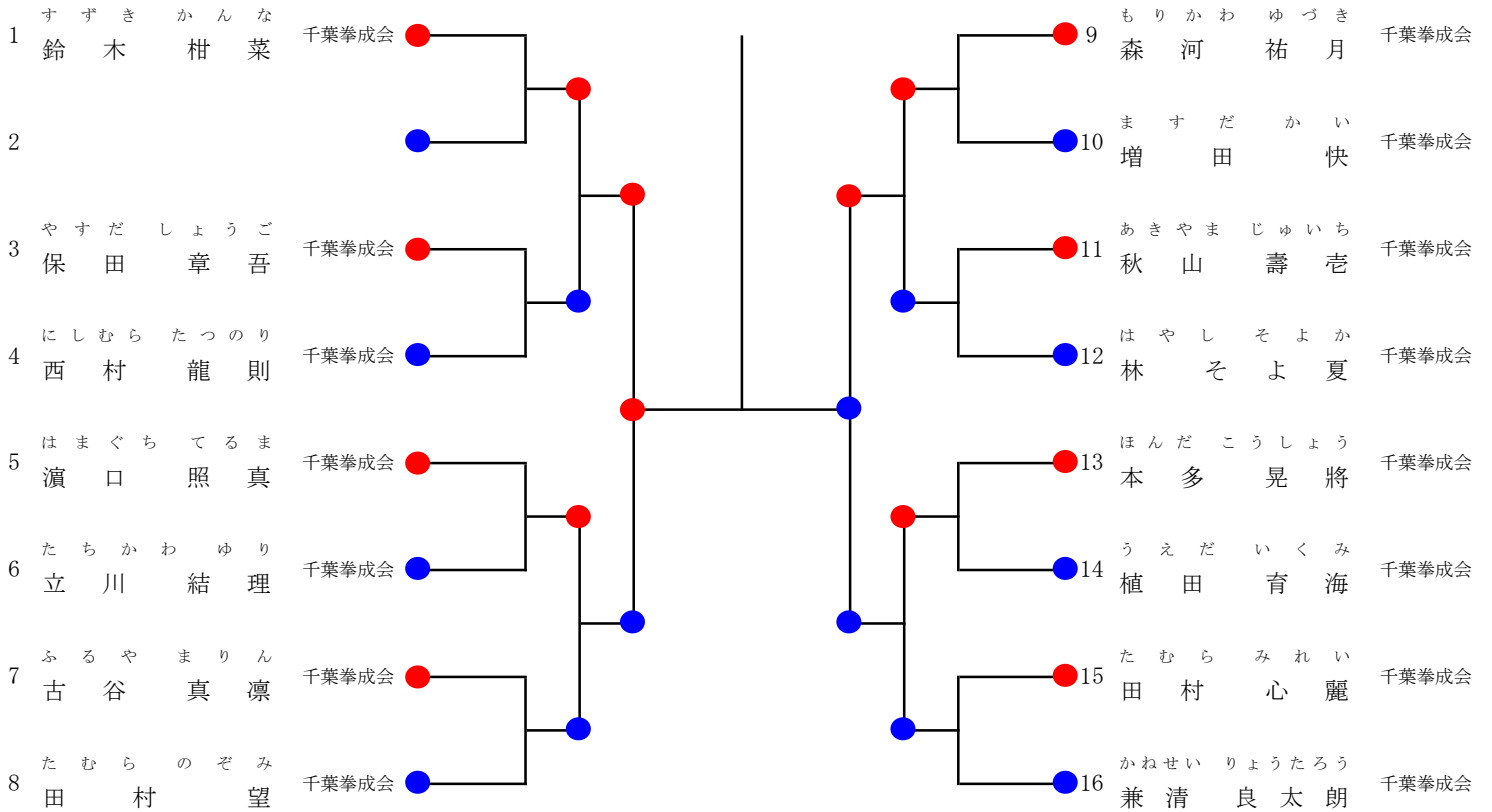 すずき かんな
1 鈴木 柑菜 千葉拳成会
2
やすだ しょうご
3 保田 章吾 千葉拳成会
にしむら たつのり
4 西村 龍則 千葉拳成会
はまぐち てるま
5 濵口 照真 千葉拳成会
たちかわ ゆり
6 立川 結理 千葉拳成会
ふるや まりん
7 古谷 真凛 千葉拳成会
たむら のぞみ
8 田村 望 千葉拳成会
もりかわ ゆづき
9 森河 祐月 千葉拳成会
ますだ かい
10 増田 快 千葉拳成会
あきやま じゅいち
11 秋山 壽壱 千葉拳成会
はやし そよか
12 林 そよ夏 千葉拳成会
ほんだ こうしょう
13 本多 晃將 千葉拳成会
うえだ いくみ
14 植田 育海 千葉拳成会
たむら みれい
15 田村 心麗 千葉拳成会
かねせい りょうたろう
16 兼清 良太朗 千葉拳成会